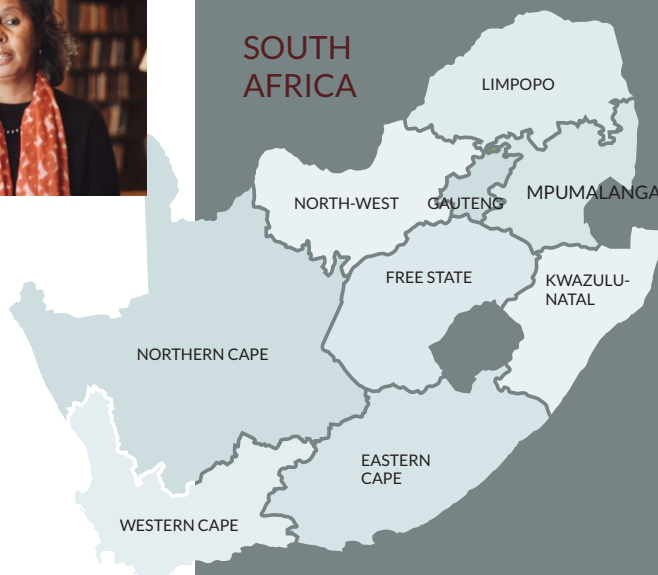 SOUTH
AFRICA
LIMPOPO
NORTH-WEST
GAUTENG
MPUMALANGA
FREE STATE
KWAZULU-
NATAL
NORTHERN CAPE
EASTERN
CAPE
WESTERN CAPE